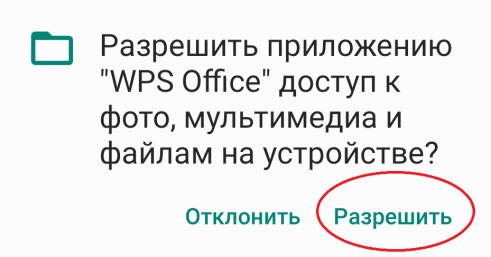 Разрешить приложению
"WPS Office" доступ к
фото, мультимедиа и
файлам на устройстве?
Отклонить Разрешить